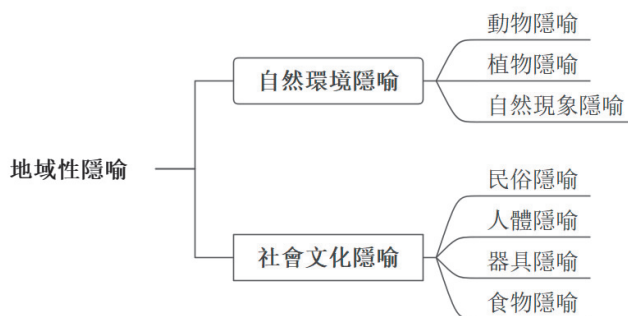 地域性隱喻
自然環境隱喻
動物隱喻
植物隱喻
自然現象隱喻
社會文化隱喻
民俗隱喻
人體隱喻
器具隱喻
食物隱喻